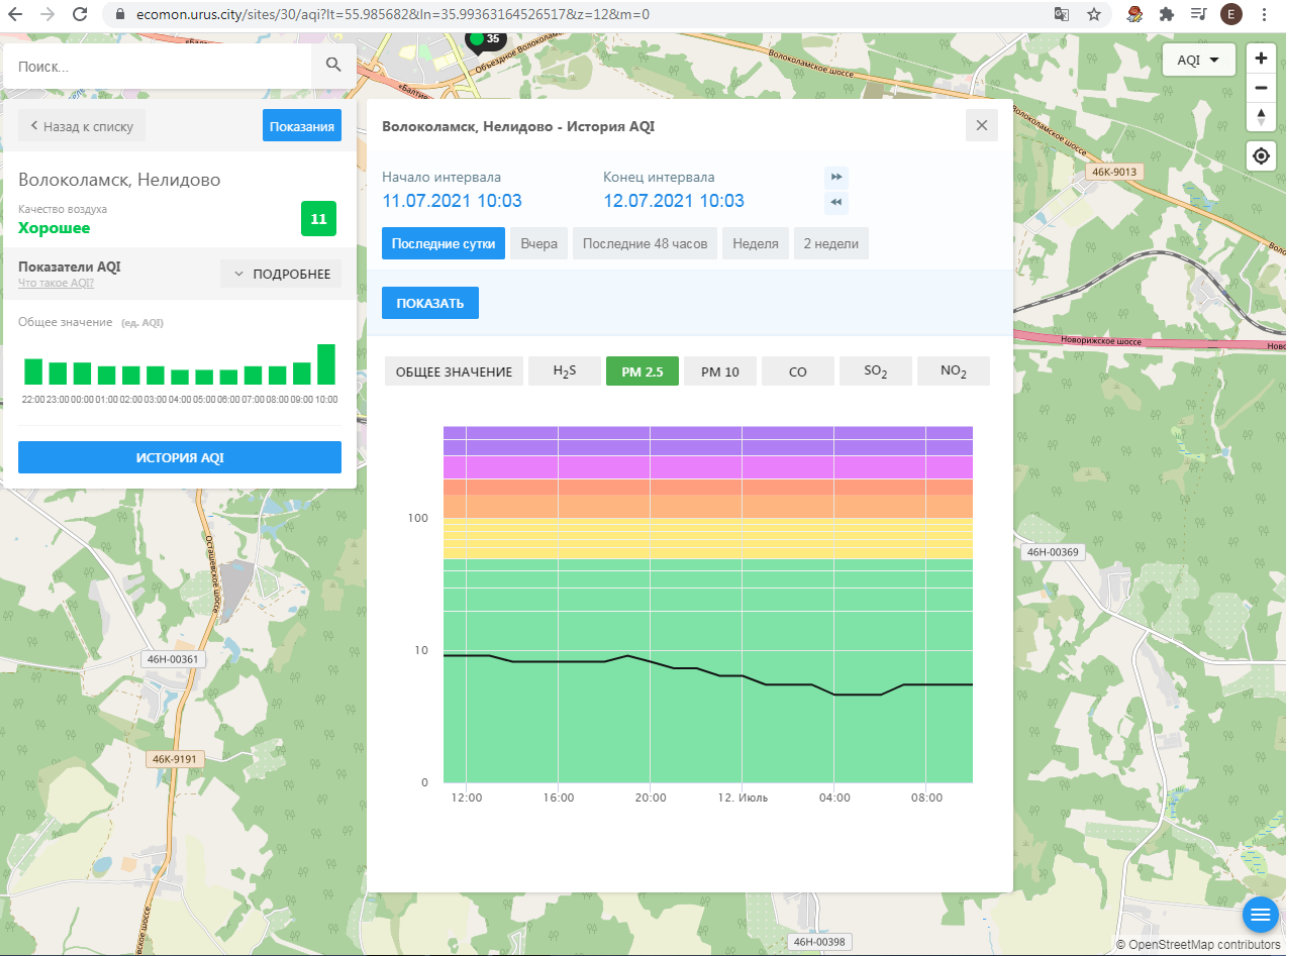 ecomon.urus.city/sites/30/aqi?lt=55.985682&ln=35.99363164526517&z=12&m=0
E
35
Объездное Волоколам
Волоколамское шоссе
«Балтия
Поиск...
AQI
Назад к списку
Показания
Волоколамск, Нелидово
Качество воздуха
Хорошее
11
Показатели AQI
Что такое AQI?
ПОДРОБНЕЕ
Общее значение (ед. AQI)
22:00 23:00 00:00 01:00 02:00 03:00 04:00 05:00 06:00 07:00 08:00 09:00 10:00
ИСТОРИЯ AQI
Волоколамск, Нелидово - История AQI
Начало интервала
Конец интервала
11.07.2021 10:03
12.07.2021 10:03
Последние сутки
Вчера
Последние 48 часов
Неделя
2 недели
ПОКАЗАТЬ
ОБЩЕЕ ЗНАЧЕНИЕ
H2S
PM 2.5
PM 10
CO
SO2
NO2
100
10
0
12:00
16:00
20:00
12. Июль
04:00
08:00
Волоколамское шоссе
46К-9013
Новорижское шоссе
46Н-00369
Осташевское шоссе
46Н-00361
46К-9191
46Н-00398
© OpenStreetMap contributors